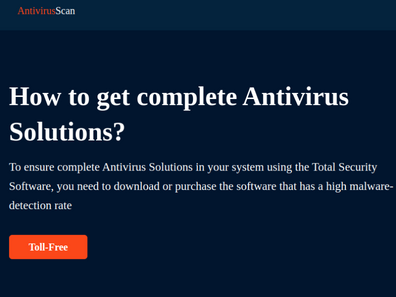 AntivirusScan
How to get complete Antivirus
Solutions?
To ensure complete Antivirus Solutions in your system using the Total Security
Software, you need to download or purchase the software that has a high malware-
detection rate
Toll-Free